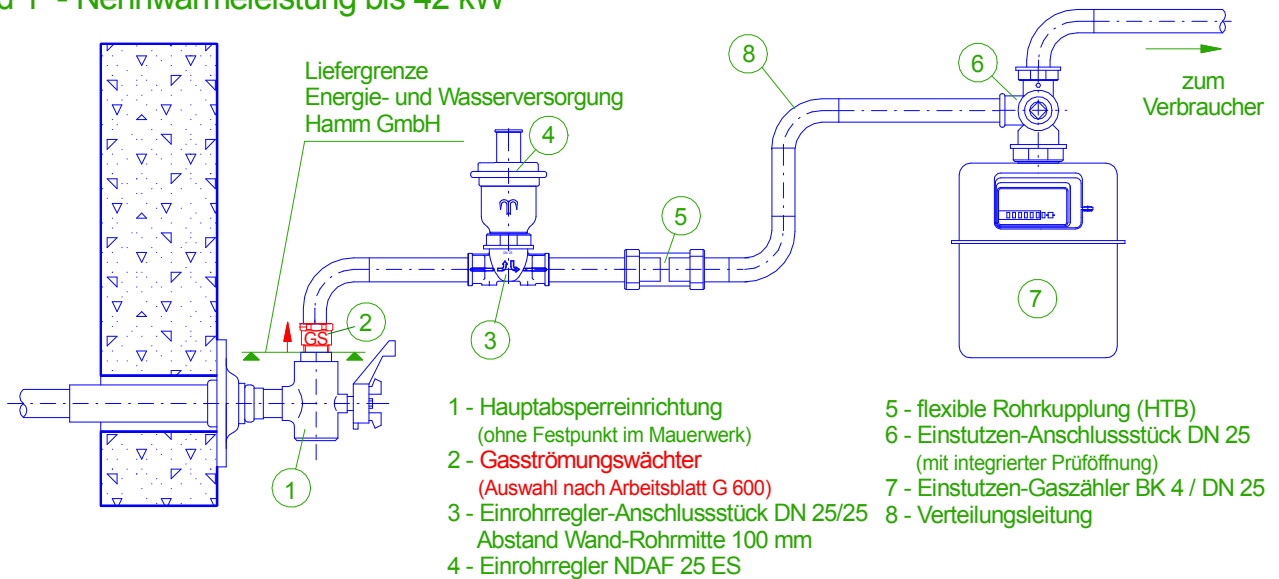 - Nennwärmeleistung bis 42 kW
Liefergrenze
Energie- und Wasserversorgung
Hamm GmbH
zum
Verbraucher
GS
1
2
3
4
5
6
7
8
1 - Hauptabsperreinrichtung
(ohne Festpunkt im Mauerwerk)
2 - Gasströmungswächter
(Auswahl nach Arbeitsblatt G 600)
3 - Einrohrregler-Anschlussstück DN 25/25
Abstand Wand-Rohrmitte 100 mm
4 - Einrohrregler NDAF 25 ES
5 - flexible Rohrkupplung (HTB)
6 - Einstutzen-Anschlussstück DN 25
(mit integrierter Prüföffnung)
7 - Einstutzen-Gaszähler BK 4 / DN 25
8 - Verteilungsleitung